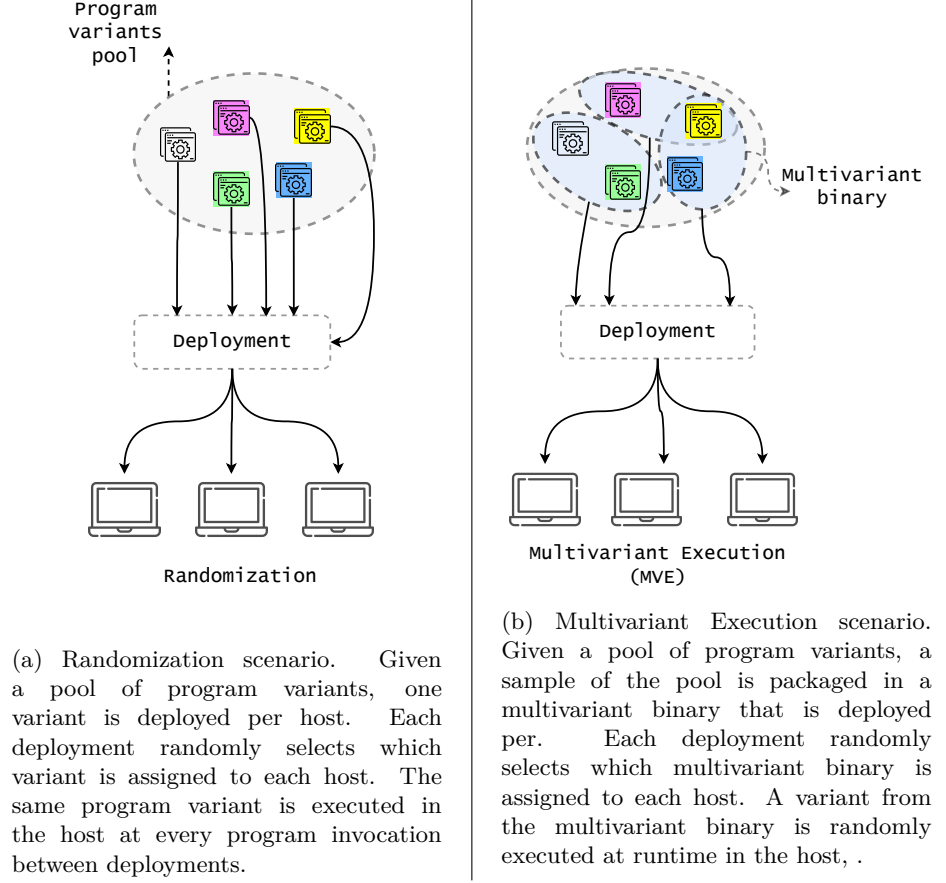 Program
variants
pool
Deployment
Randomization
(a) Randomization scenario. Given
a pool of program variants, one
variant is deployed per host. Each
deployment randomly selects which
variant is assigned to each host. The
same program variant is executed in
the host at every program invocation
between deployments.
Multivariant
binary
Deployment
Multivariant Execution
(MVE)
(b) Multivariant Execution scenario.
Given a pool of program variants, a
sample of the pool is packaged in a
multivariant binary that is deployed
per. Each deployment randomly
selects which multivariant binary is
assigned to each host. A variant from
the multivariant binary is randomly
executed at runtime in the host, .